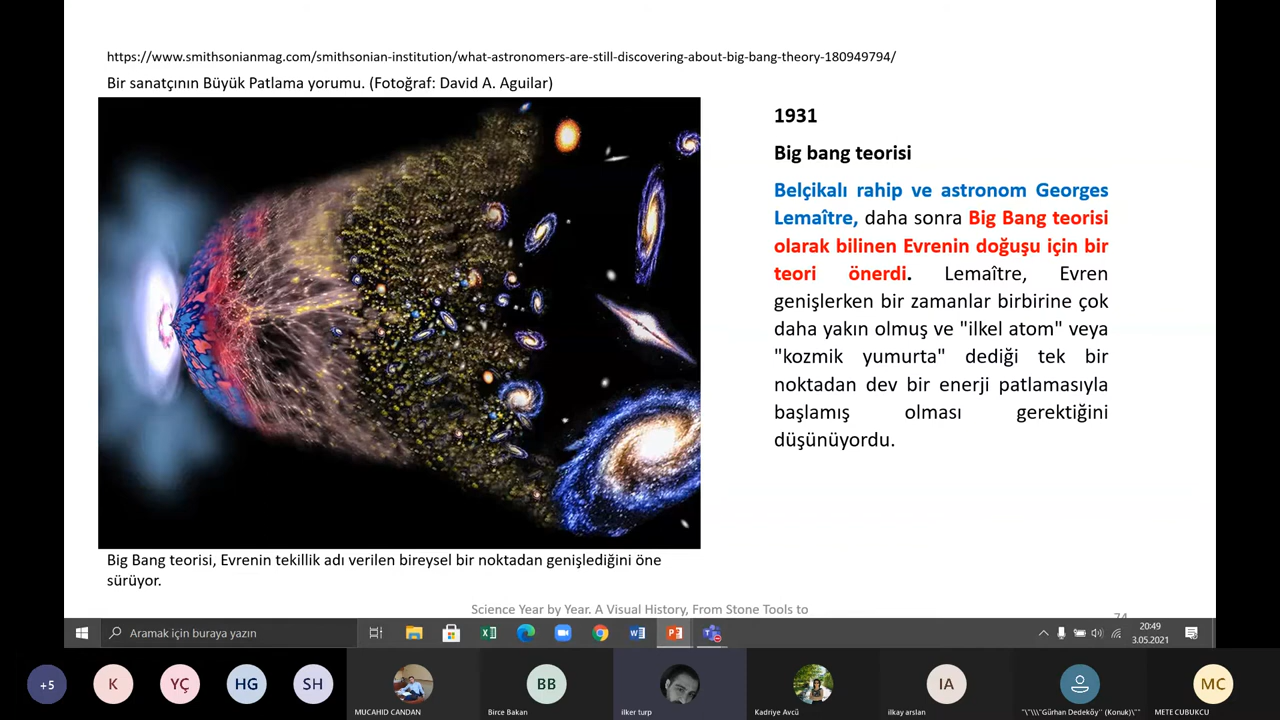 https://www.smithsonianmag.com/smithsonian-institution/what-astronomers-are-still-discovering-about-big-bang-theory-180949794/
Bir sanatçının Büyük Patlama yorumu. (Fotoğraf: David A. Aguilar)
1931
Big bang teorisi
Belçikalı rahip ve astronom Georges
Lemaître, daha sonra Big Bang teorisi
olarak bilinen Evrenin doğuşu için bir
teori önerdi. Lemaître, Evren
genişlerken bir zamanlar birbirine çok
daha yakın olmuş ve "ilkel atom" veya
"kozmik yumurta" dediği tek bir
noktadan dev bir enerji patlamasıyla
başlamış olması gerektiğini
düşünüyordu.
Big Bang teorisi, Evrenin tekillik adı verilen bireysel bir noktadan genişlediğini öne
sürüyor.
Science Year by Year. A Visual History, From Stone Tools to
74
Aramak için buraya yazın
20:49
3.05.2021
+5
K
YÇ
HG
SH
MUCAHID CANDAN
BB
Birce Bakan
ilker turp
Kadriye Avcü
IA
ilkay arslan
"\"\\\"Gürhan Dedeköy" (Konuk)\""
MC
METE CUBUKCU